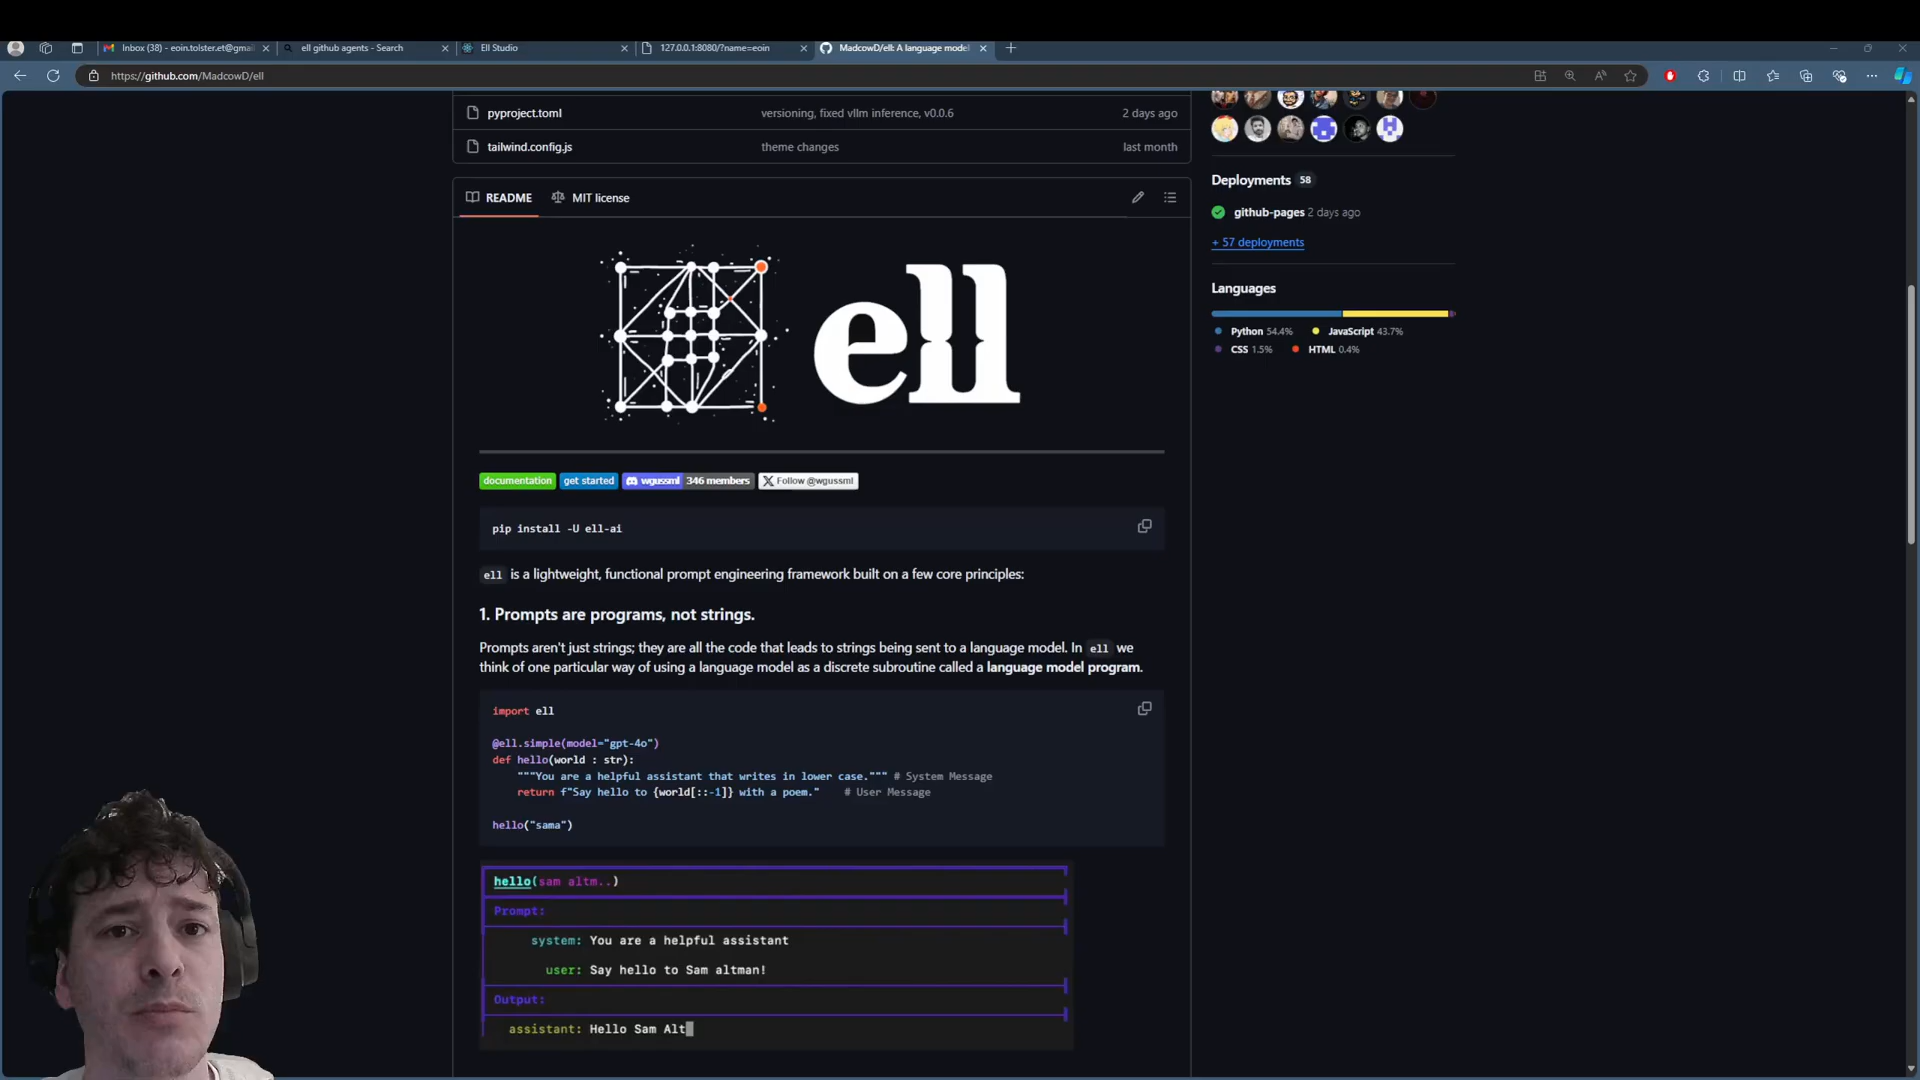 Inbox (38) - eoin.tolster.et@gmai
ell github agents - Search
Ell Studio
127.0.0.1:8080/?name=eoin
MadcowD/ell: A language model
https://github.com/MadcowD/ell
pyproject.toml
versioning, fixed vllm inference, v0.0.6
2 days ago
tailwind.config.js
theme changes
last month
README
MIT license
Deployments 58
github-pages 2 days ago
+ 57 deployments
Languages
Python 54.4%
JavaScript 43.7%
CSS 1.5%
HTML 0.4%
ell
documentation
get started
wgussml
346 members
Follow @wgussml
pip install -U ell-ai
ell is a lightweight, functional prompt engineering framework built on a few core principles:
1. Prompts are programs, not strings.
Prompts aren't just strings; they are all the code that leads to strings being sent to a language model. In ell we
think of one particular way of using a language model as a discrete subroutine called a language model program.
import ell
@ell.simple(model="gpt-4o")
def hello(world : str):
"""You are a helpful assistant that writes in lower case.""" # System Message
return f"Say hello to {world[::-1]} with a poem." # User Message
hello("sama")
hello(sam altm..)
Prompt:
system: You are a helpful assistant
user: Say hello to Sam altman!
Output:
assistant: Hello Sam Alt